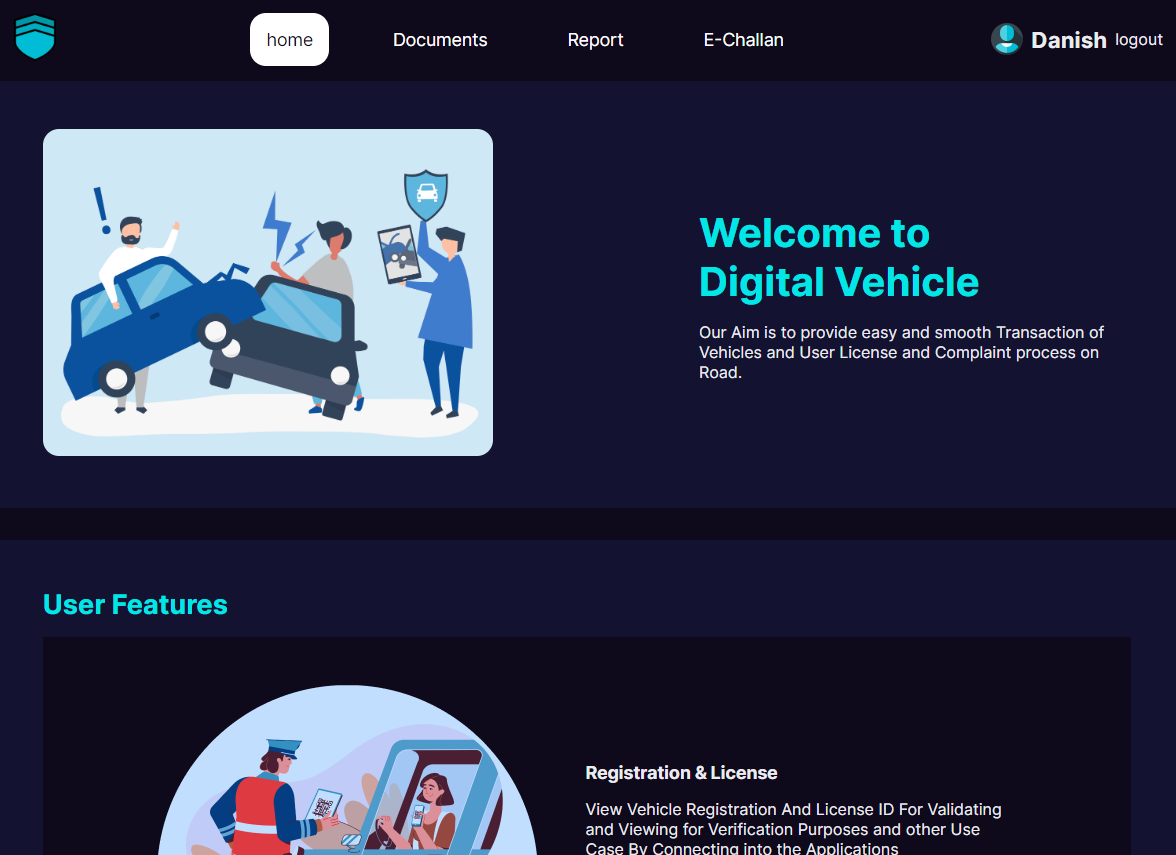 home
Documents
Report
E-Challan
Danish
logout
Welcome to
Digital Vehicle
Our Aim is to provide easy and smooth Transaction of
Vehicles and User License and Complaint process on
Road.
User Features
Registration & License
View Vehicle Registration And License ID For Validating
and Viewing for Verification Purposes and other Use
Case By Connecting into the Applications